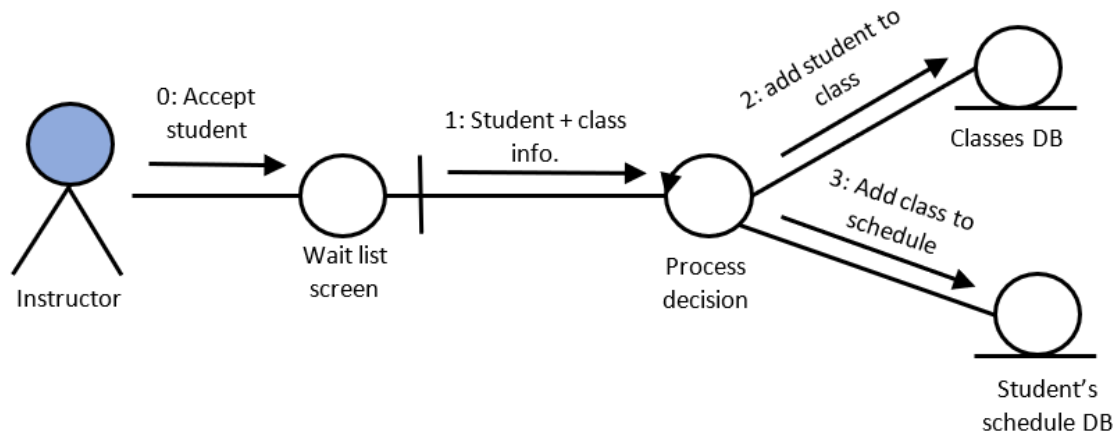 0: Accept
student
1: Student + class
info.
2: add student to
class
Classes DB
3: Add class to
schedule
Instructor
Wait list
screen
Process
decision
Student's
schedule DB